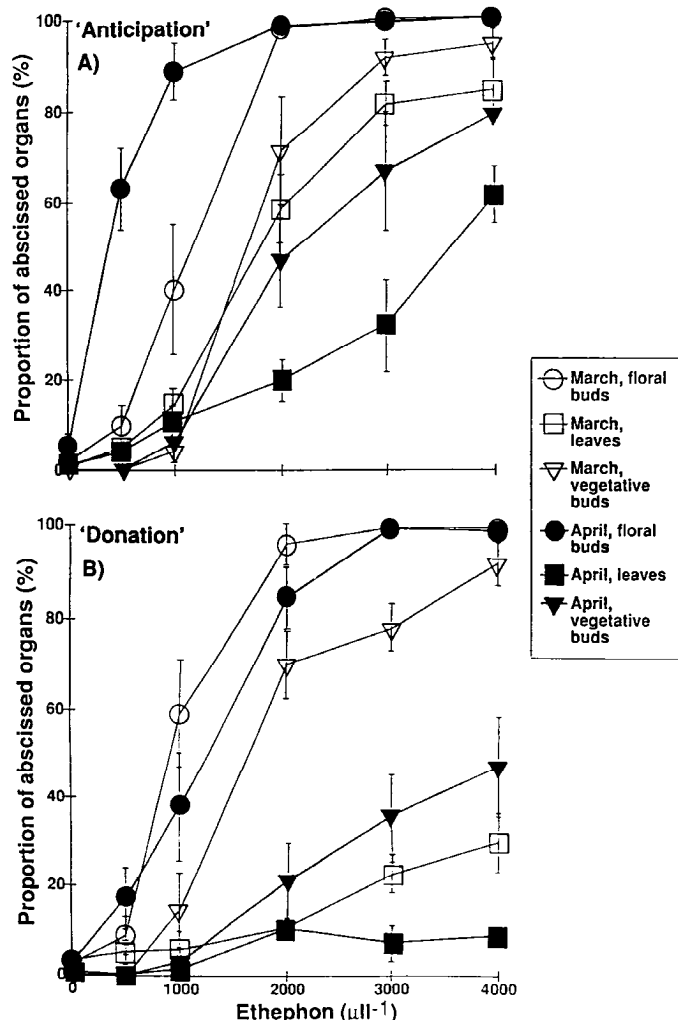 'Anticipation'
A)
100
80
60
40
20
0
Proportion of abscissed organs (%)
March, floral
buds
March,
leaves
March,
vegetative
buds
April, floral
buds
April, leaves
April,
vegetative
buds
'Donation'
B)
100
80
60
40
20
0
Proportion of abscissed organs (%)
0 1000 2000 3000 4000
Ethephon (µll-1)